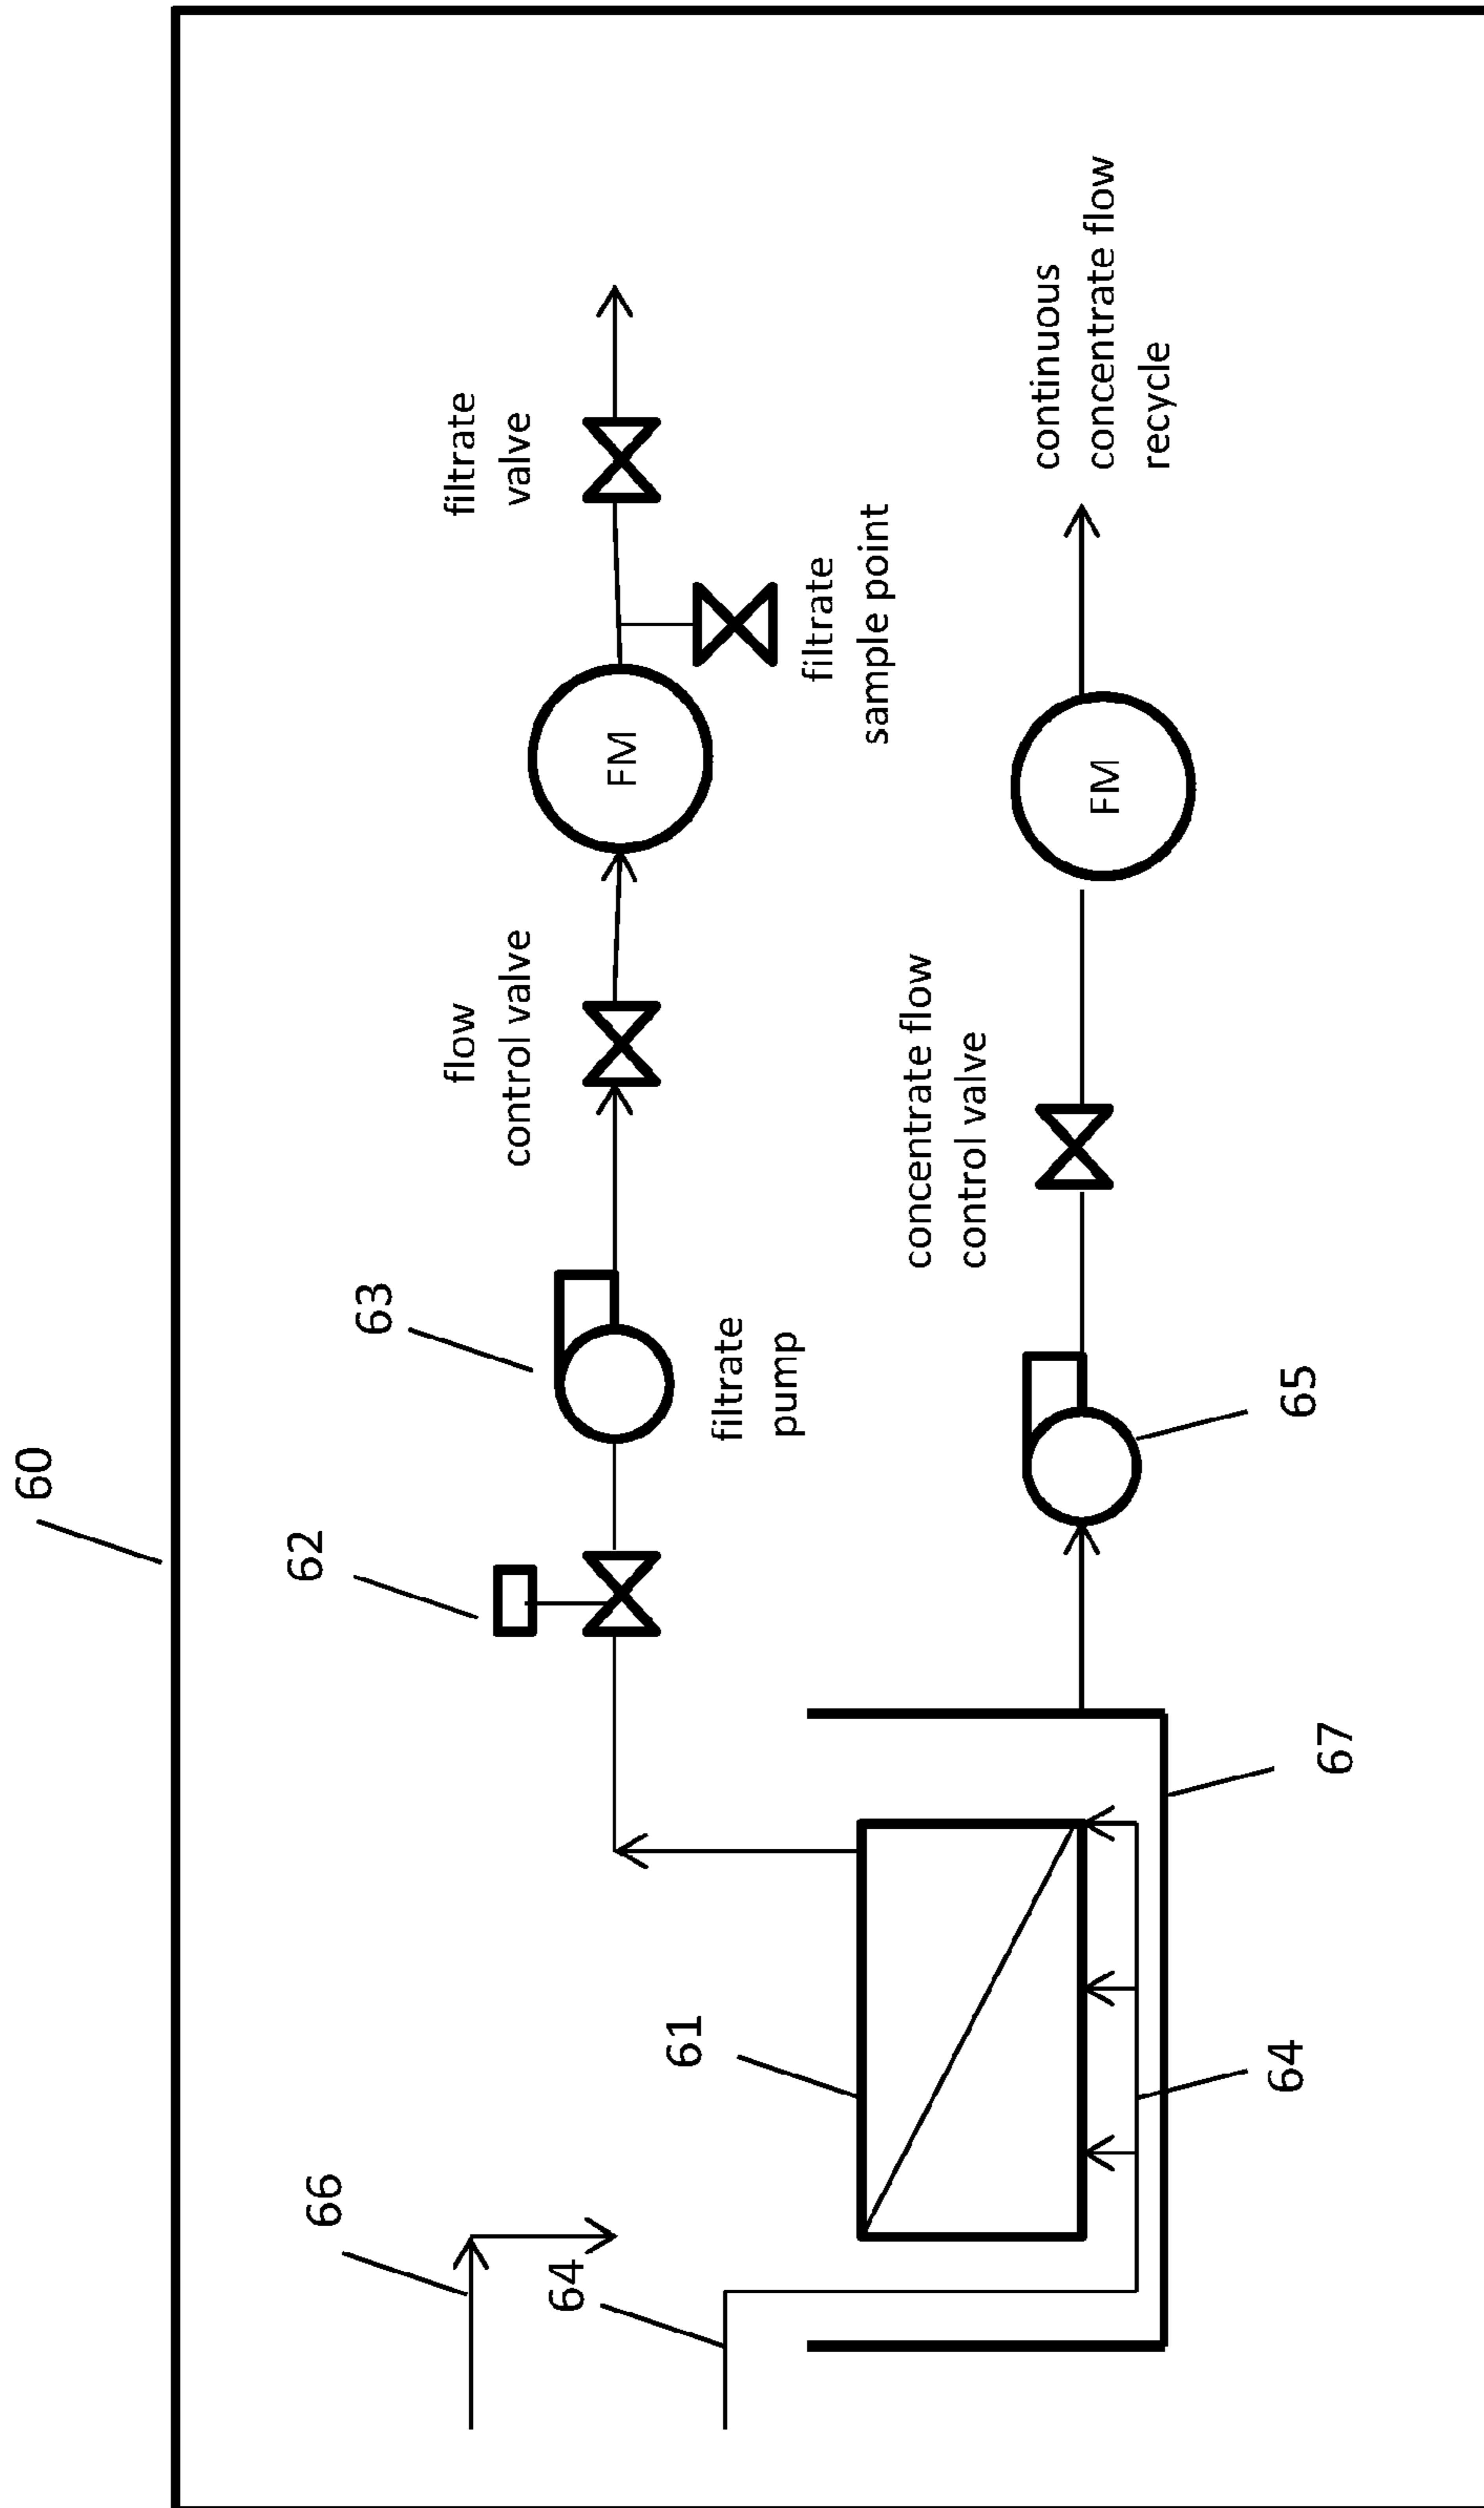 60
62
63
flow
control valve
filtrate
valve
66
64
61
filtrate
pump
FM
filtrate
sample point
concentrate flow
control valve
FM
continuous
concentrate flow
recycle
64
67
65